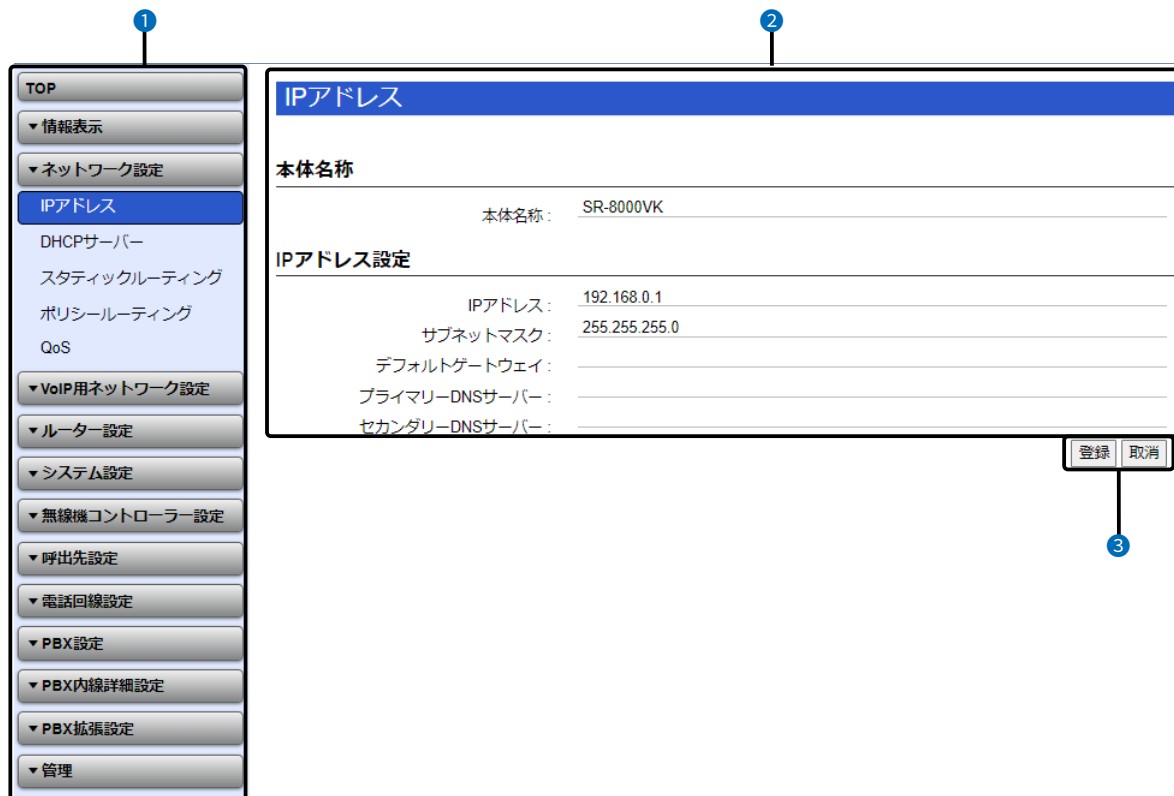 1
2
TOP
▼情報表示
▼ネットワーク設定
IPアドレス
DHCPサーバー
スタティックルーティング
ポリシールーティング
QoS
▼VoIP用ネットワーク設定
▼ルーター設定
▼システム設定
▼無線機コントローラー設定
▼呼出先設定
▼電話回線設定
▼PBX設定
▼PBX内線詳細設定
▼PBX拡張設定
▼管理
IPアドレス
本体名称
本体名称 : SR-8000VK
IPアドレス設定
IPアドレス : 192.168.0.1
サブネットマスク : 255.255.255.0
デフォルトゲートウェイ :
プライマリーDNSサーバー :
セカンダリーDNSサーバー :
登録 取消
3